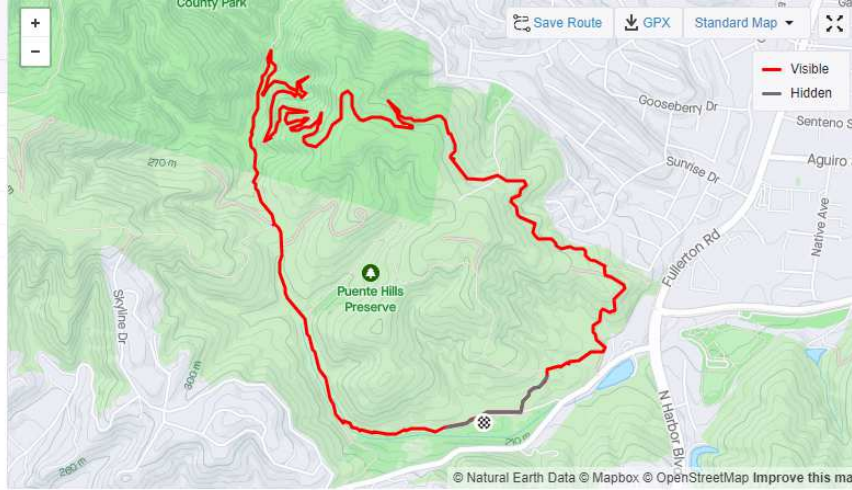 County Park
+
−
Save Route
GPX
Standard Map
Visible
Hidden
Gooseberry Dr
Senteno S
Aguiro
Sunrise Dr
270 m
Native Ave
Fullerton Rd
Puente Hills
Preserve
Skyline Dr
300 m
N Harbor Blvd
210 m
260 m
© Natural Earth Data © Mapbox © OpenStreetMap Improve this ma